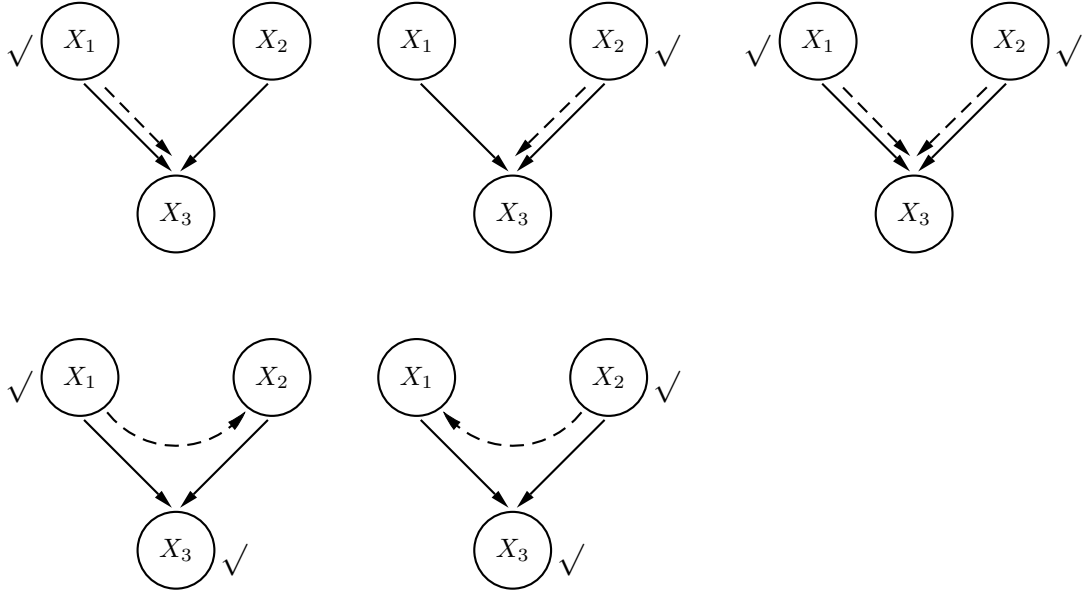 √ X₁ X₂ X₁ X₂ √ √ X₁ X₂ √
X₃ X₃ X₃
√ X₁ X₂ X₁ X₂ √
X₃ √ X₃ √